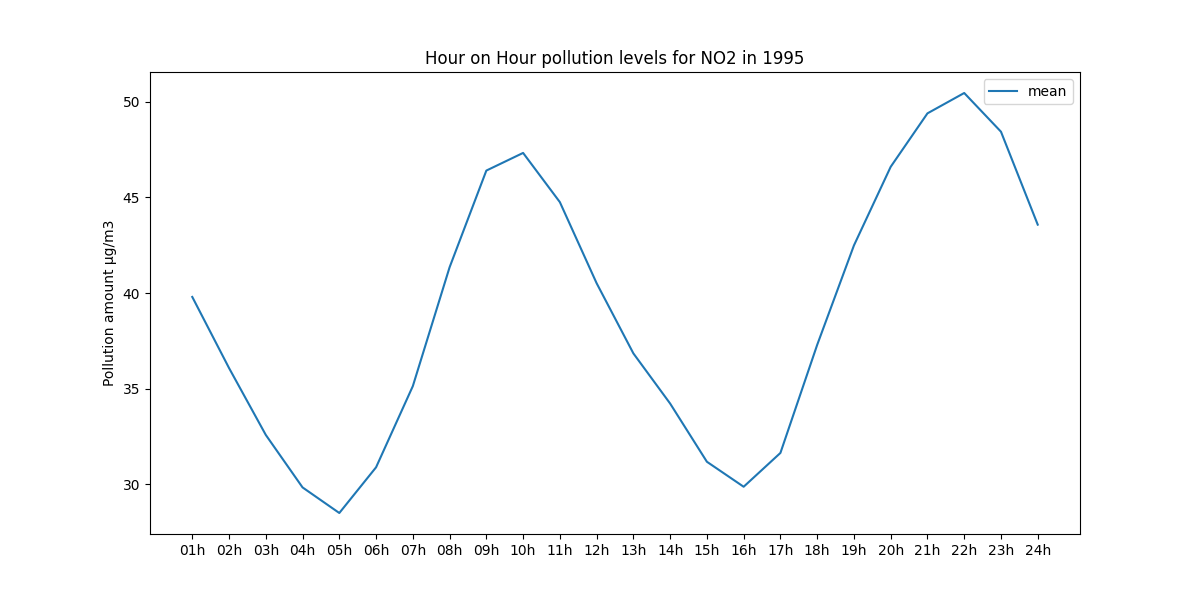 Hour on Hour pollution levels for NO2 in 1995
mean
Pollution amount µg/m3
50
45
40
35
30
01h 02h 03h 04h 05h 06h 07h 08h 09h 10h 11h 12h 13h 14h 15h 16h 17h 18h 19h 20h 21h 22h 23h 24h